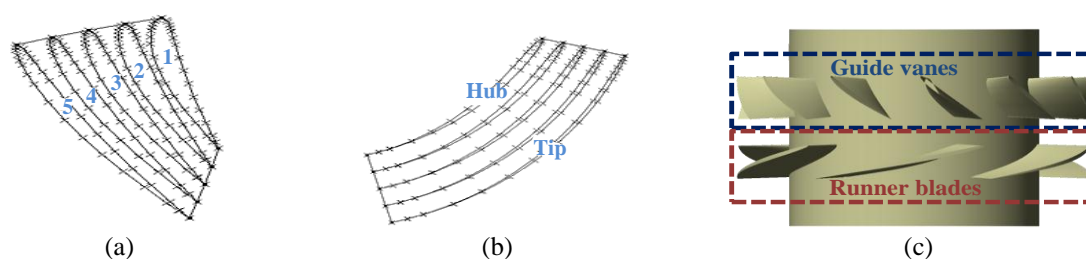 1
2
3
4
5
Hub
Tip
Guide vanes
Runner blades
(a)
(b)
(c)